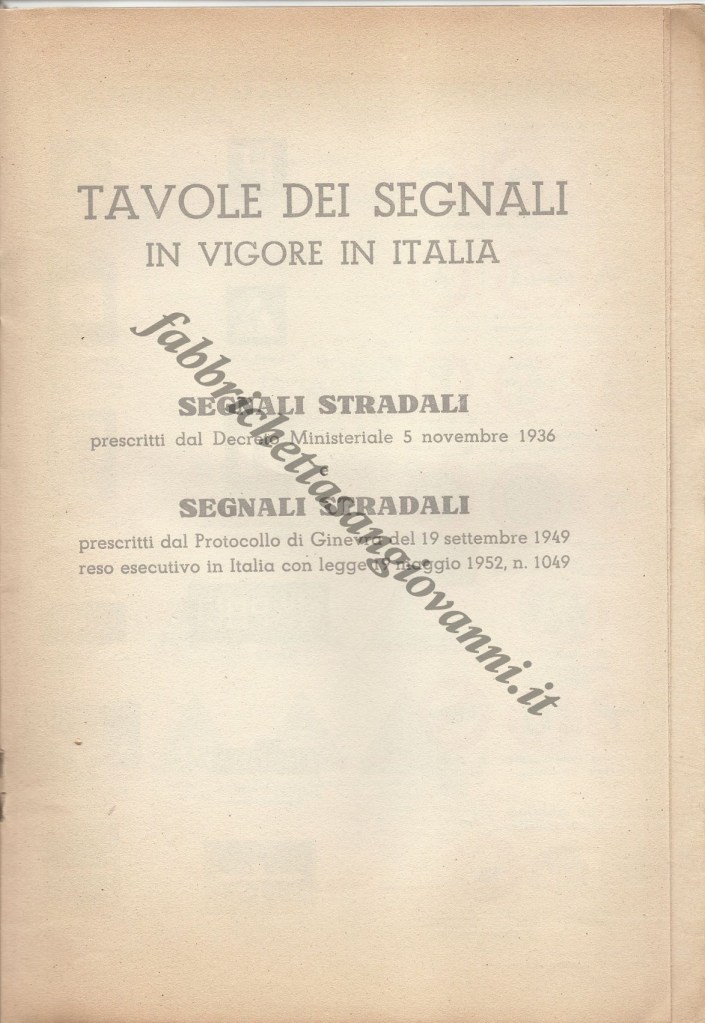 TAVOLE DEI SEGNALI
IN VIGORE IN ITALIA
SEGNALI STRADALI
prescritti dal Decreto Ministeriale 5 novembre 1936
e
SEGNALI STRADALI
prescritti dal Protocollo di Ginevra del 19 settembre 1949
reso esecutivo in Italia con legge 19 maggio 1952, n. 1049
fabbrichettasangiovanni.it